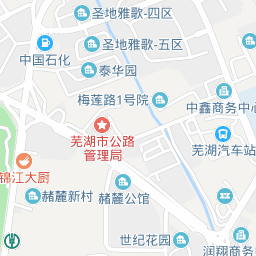 圣地雅歌-四区
圣地雅歌-五区
中国石化
泰华园
梅莲路1号院
中鑫商务中心
芜湖市公路
管理局
芜湖汽车站
锦江大厨
赭麓新村
赭麓公馆
世纪花园
润翔商务